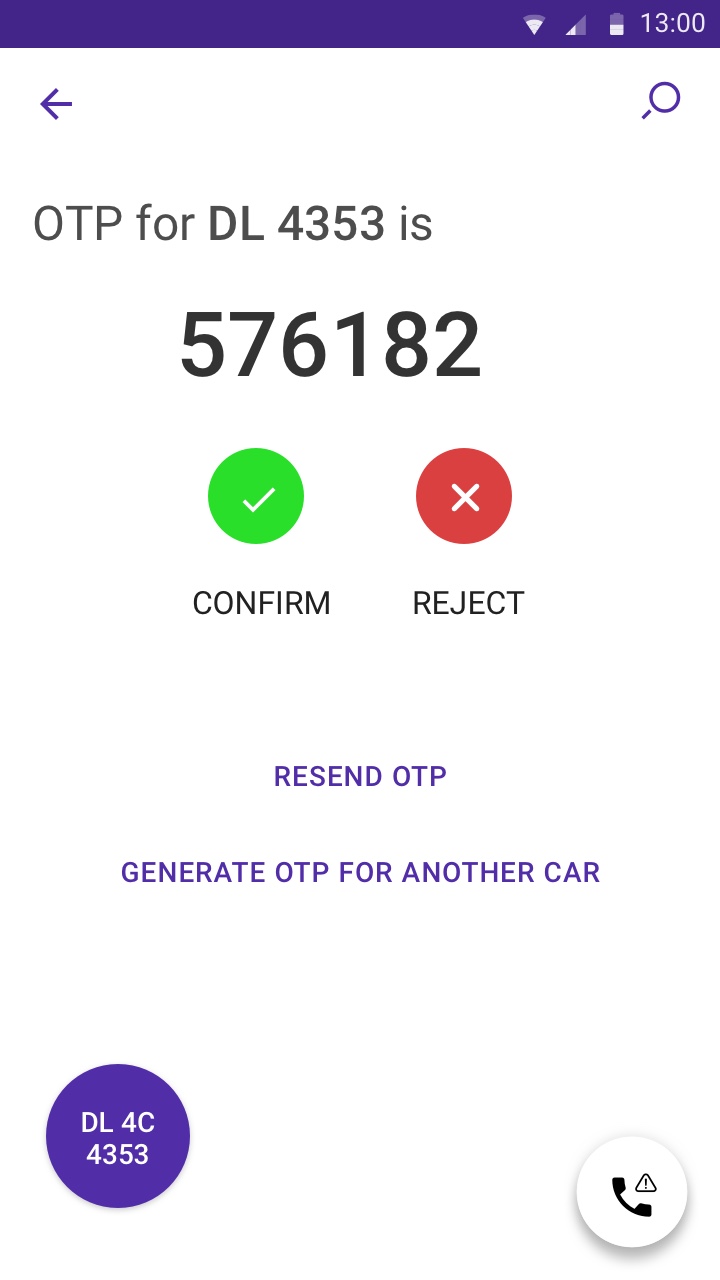 13:00
OTP for DL 4353 is
576182
CONFIRM REJECT
RESEND OTP
GENERATE OTP FOR ANOTHER CAR
DL 4C
4353